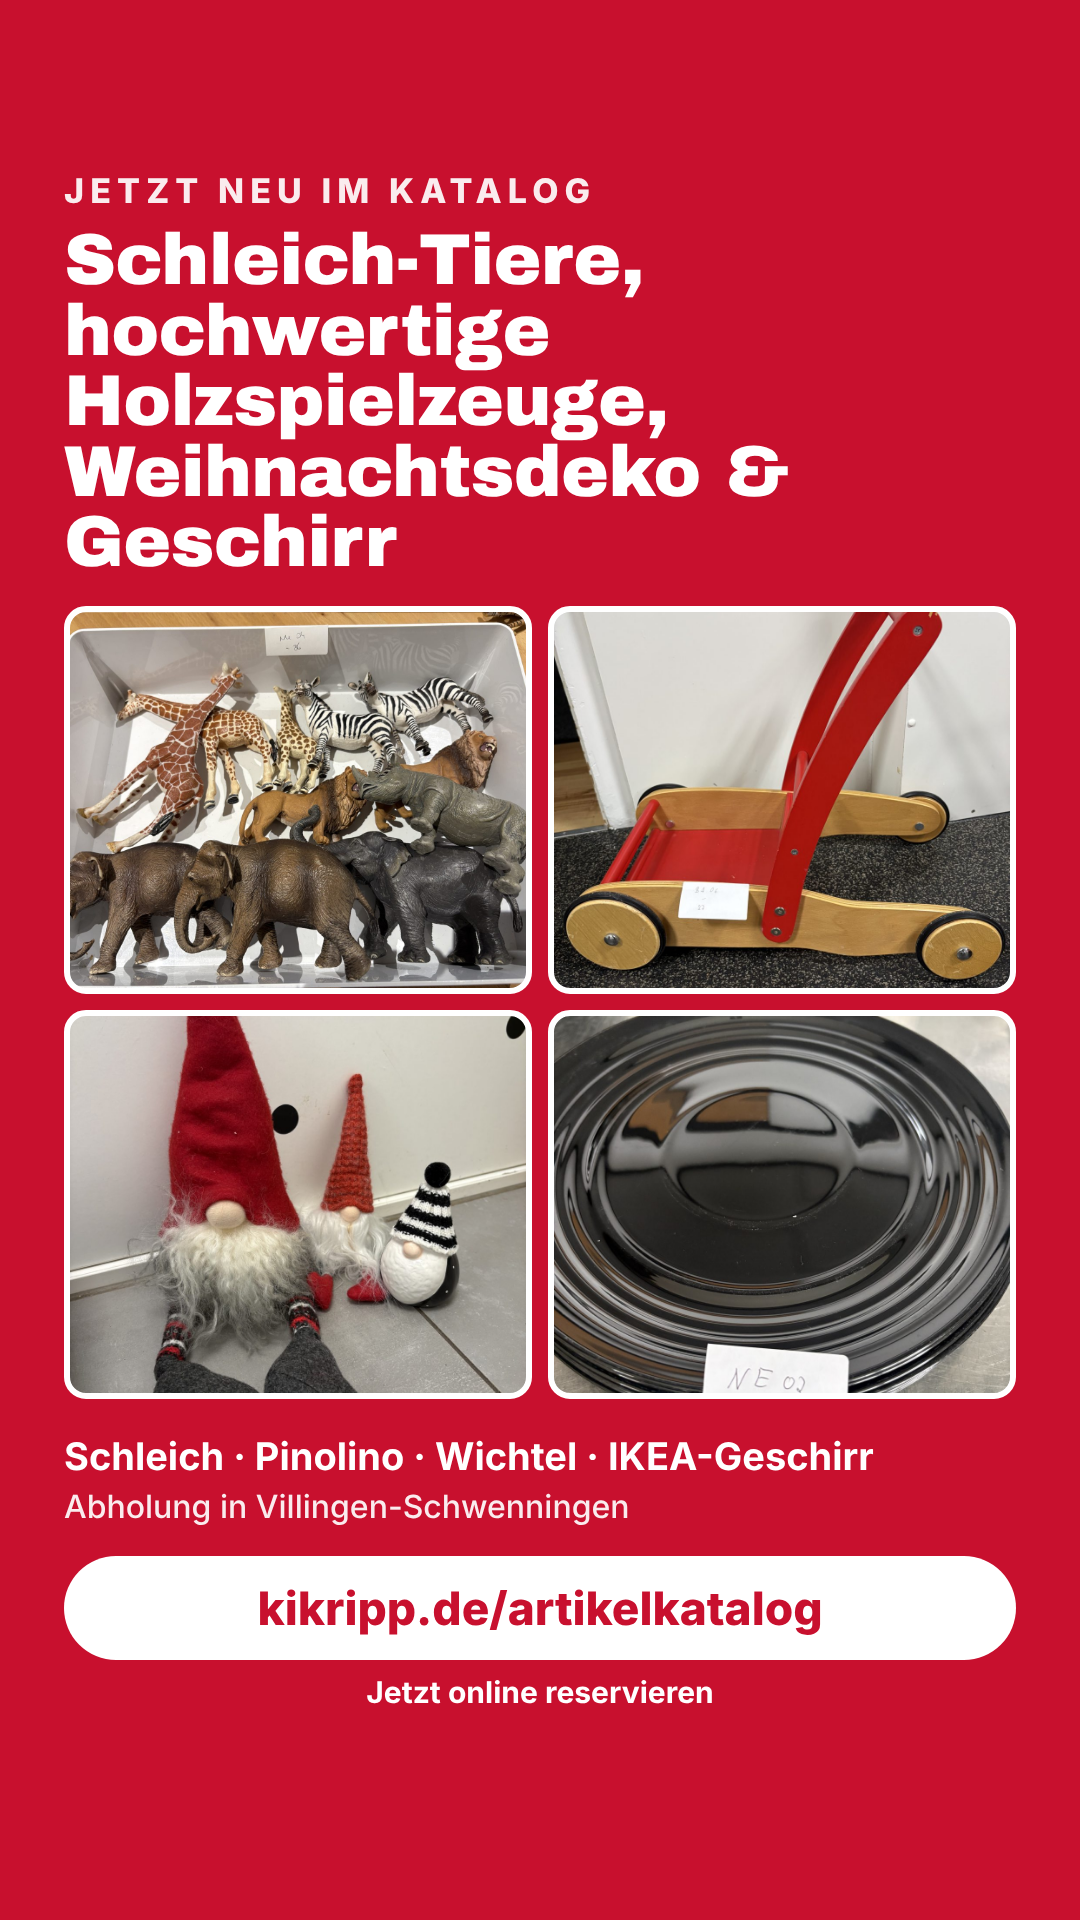 JETZT NEU IM KATALOG
Schleich-Tiere,
hochwertige
Holzspielzeuge,
Weihnachtsdeko &
Geschirr
NE 02
Schleich · Pinolino · Wichtel · IKEA-Geschirr
Abholung in Villingen-Schwenningen
kikripp.de/artikelkatalog
Jetzt online reservieren